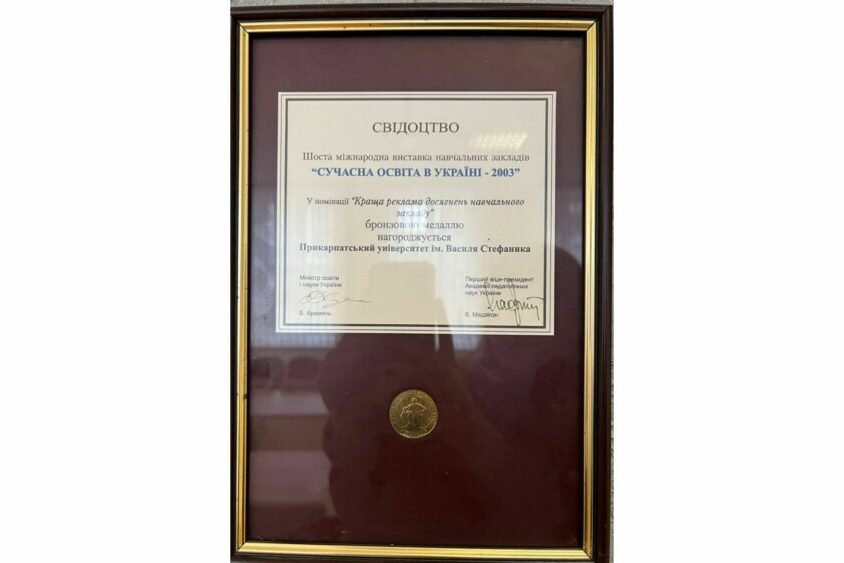 СВІДОЦТВО
Шоста міжнародна виставка навчальних закладів
“СУЧАСНА ОСВІТА В УКРАЇНІ - 2003”
У номінації “Краща реклама досягнень навчального
закладу”
бронзовою медаллю
нагороджується
Прикарпатський університет ім. Василя Стефаника
Міністр освіти
і науки України
В. Кремень
Перший віце-президент
Академії педагогічних
наук України
В. Мадзігон